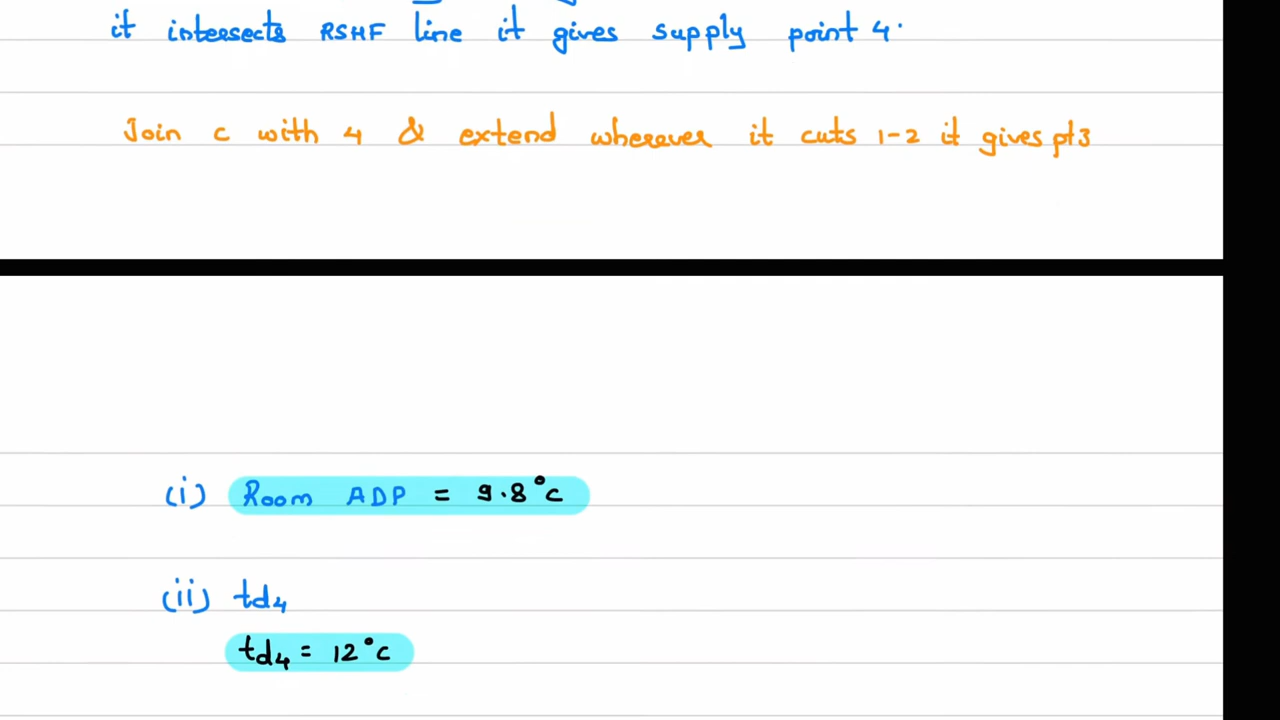 it intersects RSHF line it gives supply point 4.
Join c with 4 & extend wherever it cuts 1-2 it gives pt3
(i) Room ADP = 9.8°c
(ii) td4
td4 = 12°c